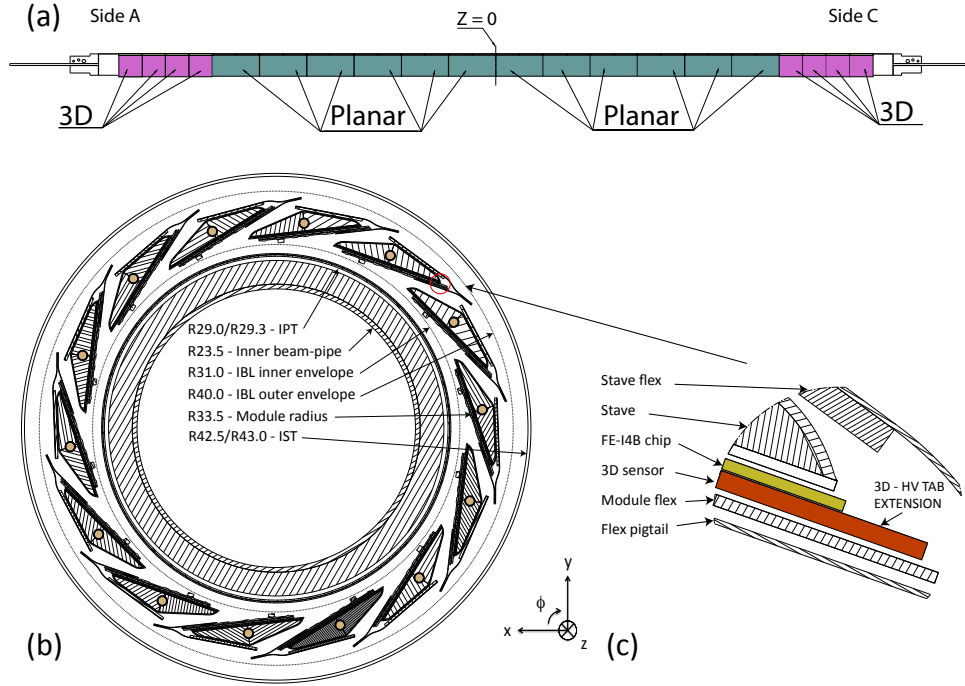 (a)
Side A
Z = 0
Side C
3D
Planar
Planar
3D
R29.0/R29.3 - IPT
R23.5 - Inner beam-pipe
R31.0 - IBL inner envelope
R40.0 - IBL outer envelope
R33.5 - Module radius
R42.5/R43.0 - IST
(b)
y
ϕ
x
z
Stave flex
Stave
FE-I4B chip
3D sensor
Module flex
Flex pigtail
3D - HV TAB
EXTENSION
(c)